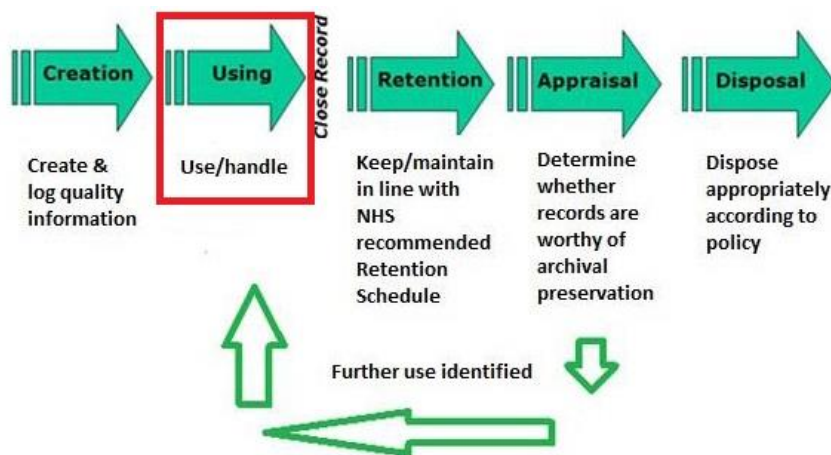 Creation
Using
Close Record
Retention
Appraisal
Disposal
Create &
log quality
information
Use/handle
Keep/maintain
in line with
NHS
recommended
Retention
Schedule
Determine
whether
records are
worthy of
archival
preservation
Dispose
appropriately
according to
policy
Further use identified